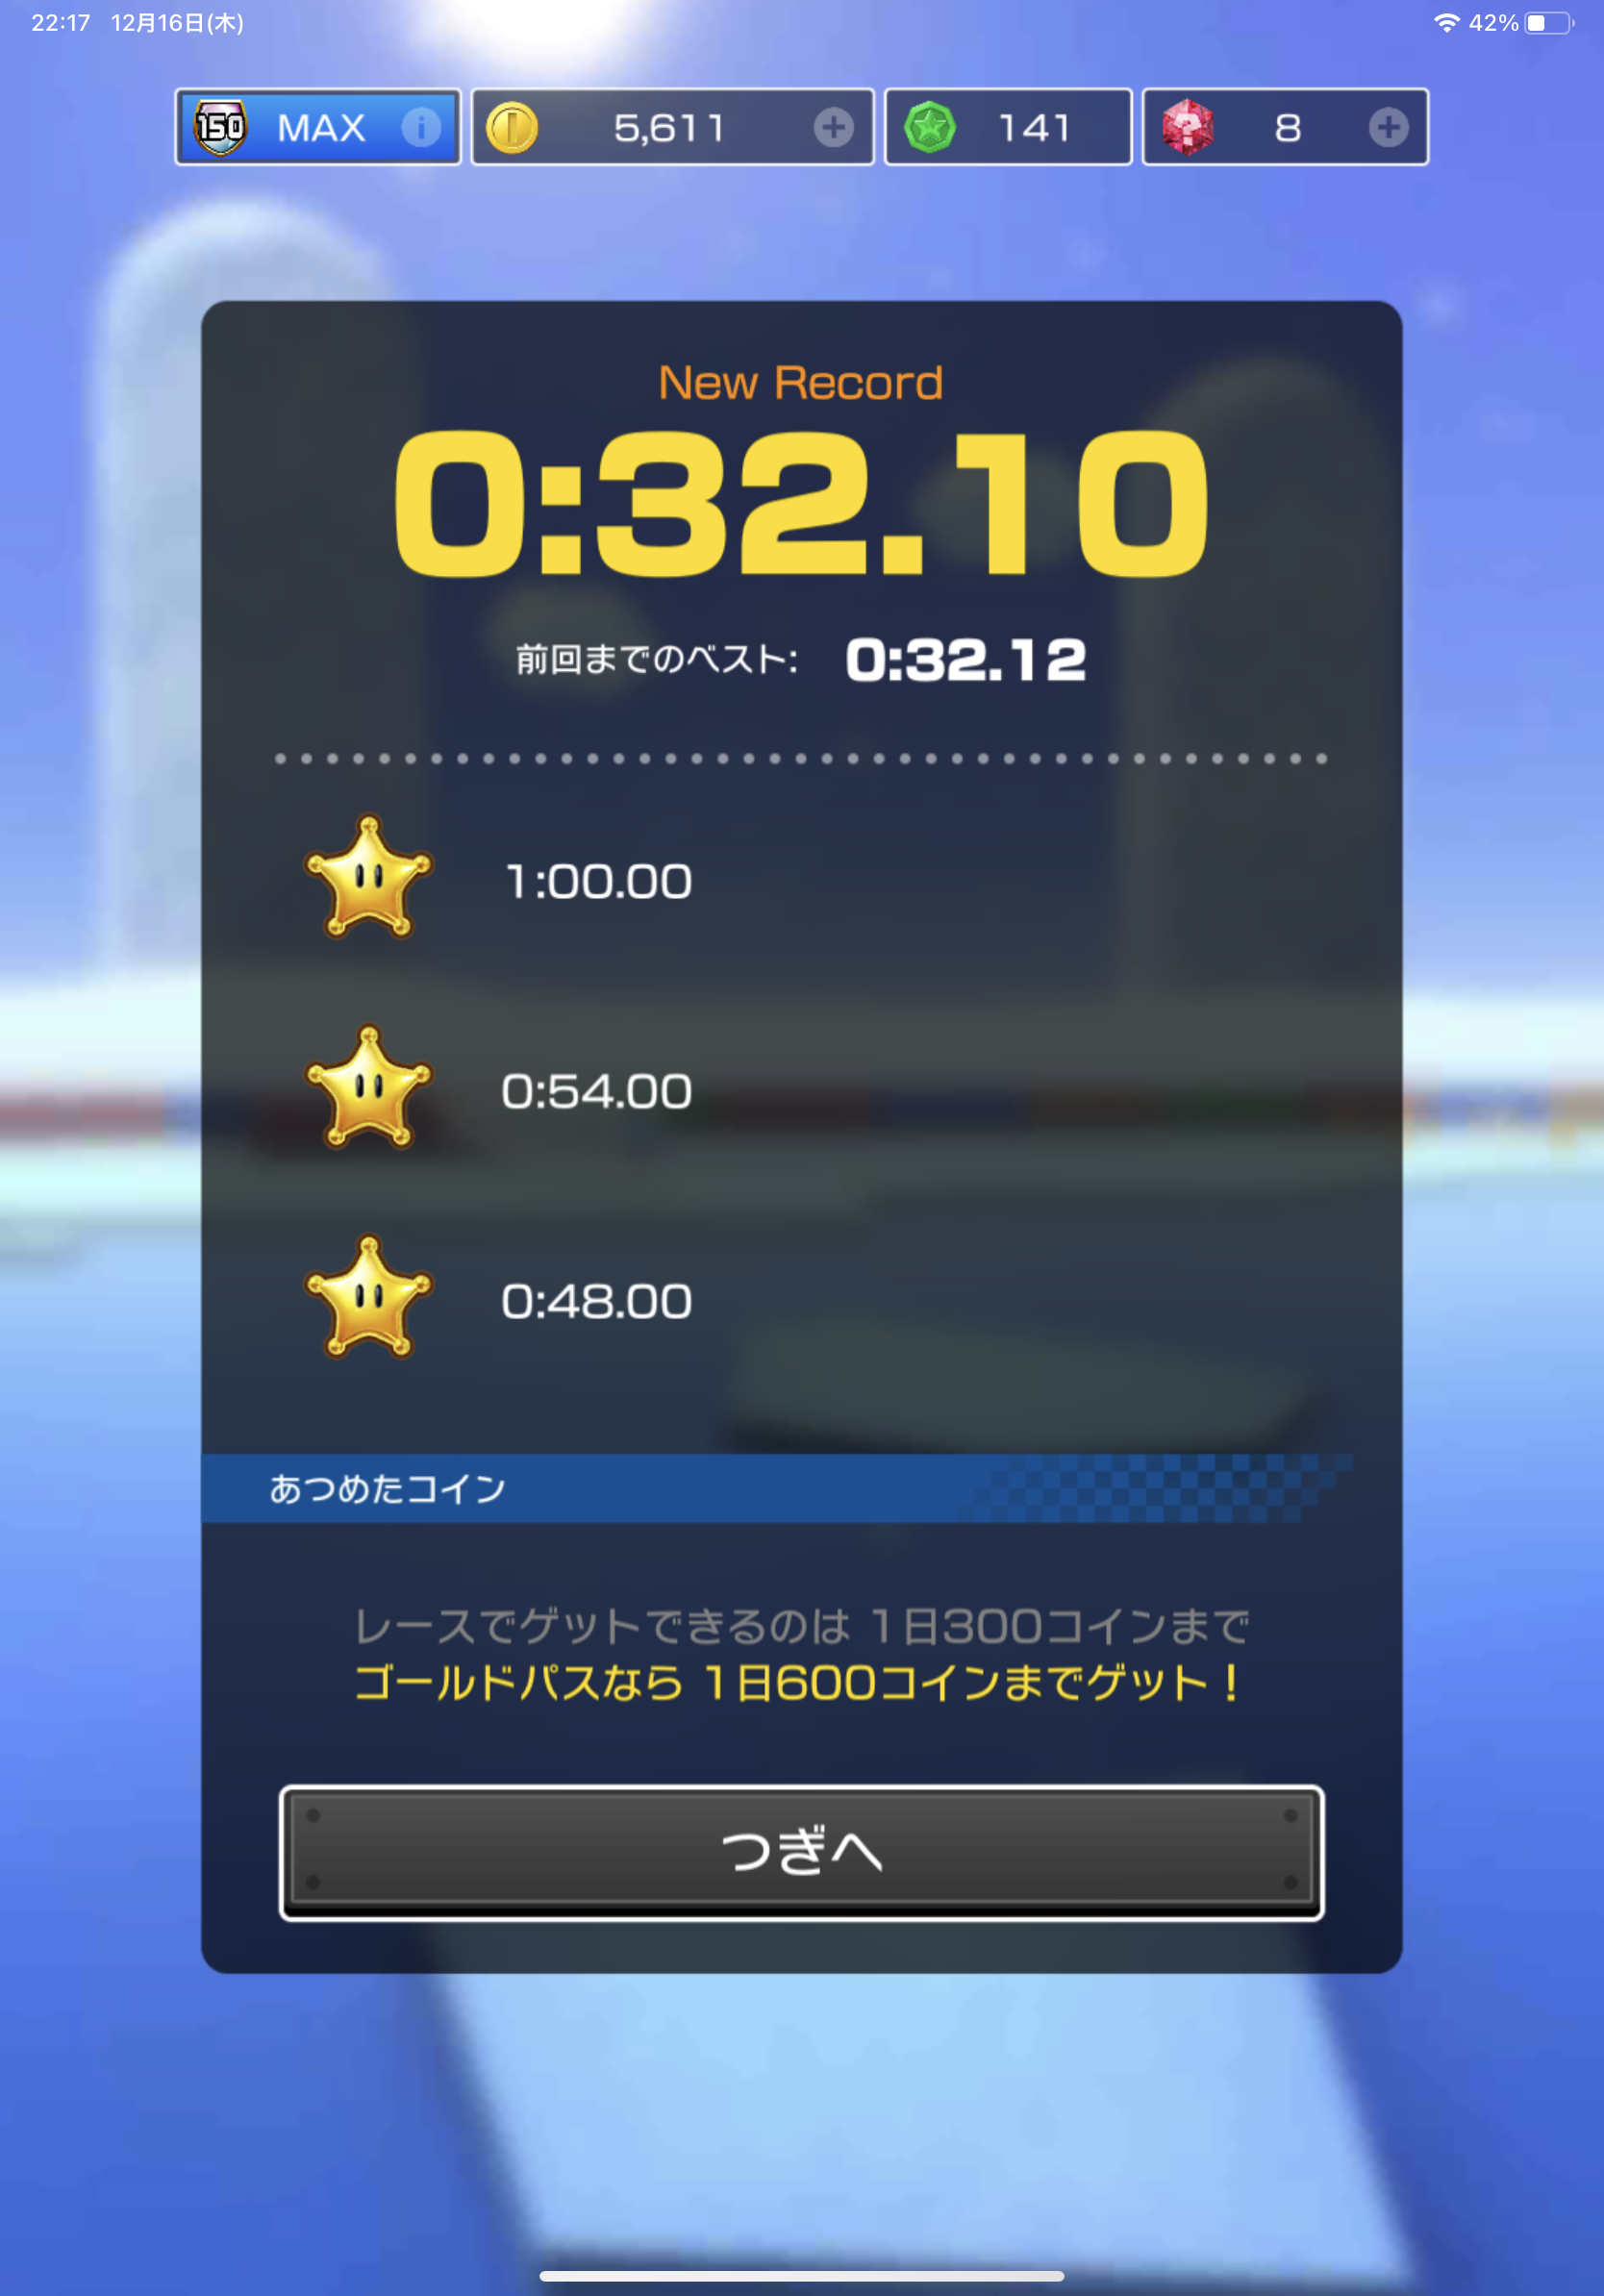 22:17 12月16日(木) 42%
150 MAX i 5,611 + 141 ? 8 +
New Record
0:32.10
前回までのベスト: 0:32.12
1:00.00
0:54.00
0:48.00
あつめたコイン
レースでゲットできるのは 1日300コインまで
ゴールドパスなら 1日600コインまでゲット！
つぎへ